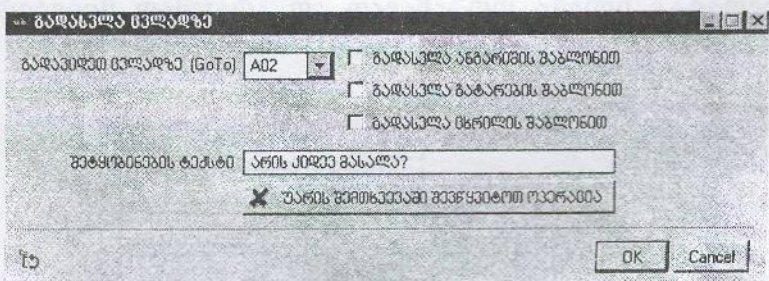 გადასვლა ცვლადზე
გადავიდეთ ცვლადზე (GoTo) A02
გადასვლა ანგარიშის შაბლონით
გადასვლა გატარების შაბლონით
გადასვლა ცხრილის შაბლონით
შეტყობინების ტექსტი არის კიდევ მასალა?
უარის შემთხვევაში შევწყვიტოთ ოპერაცია
OK Cancel